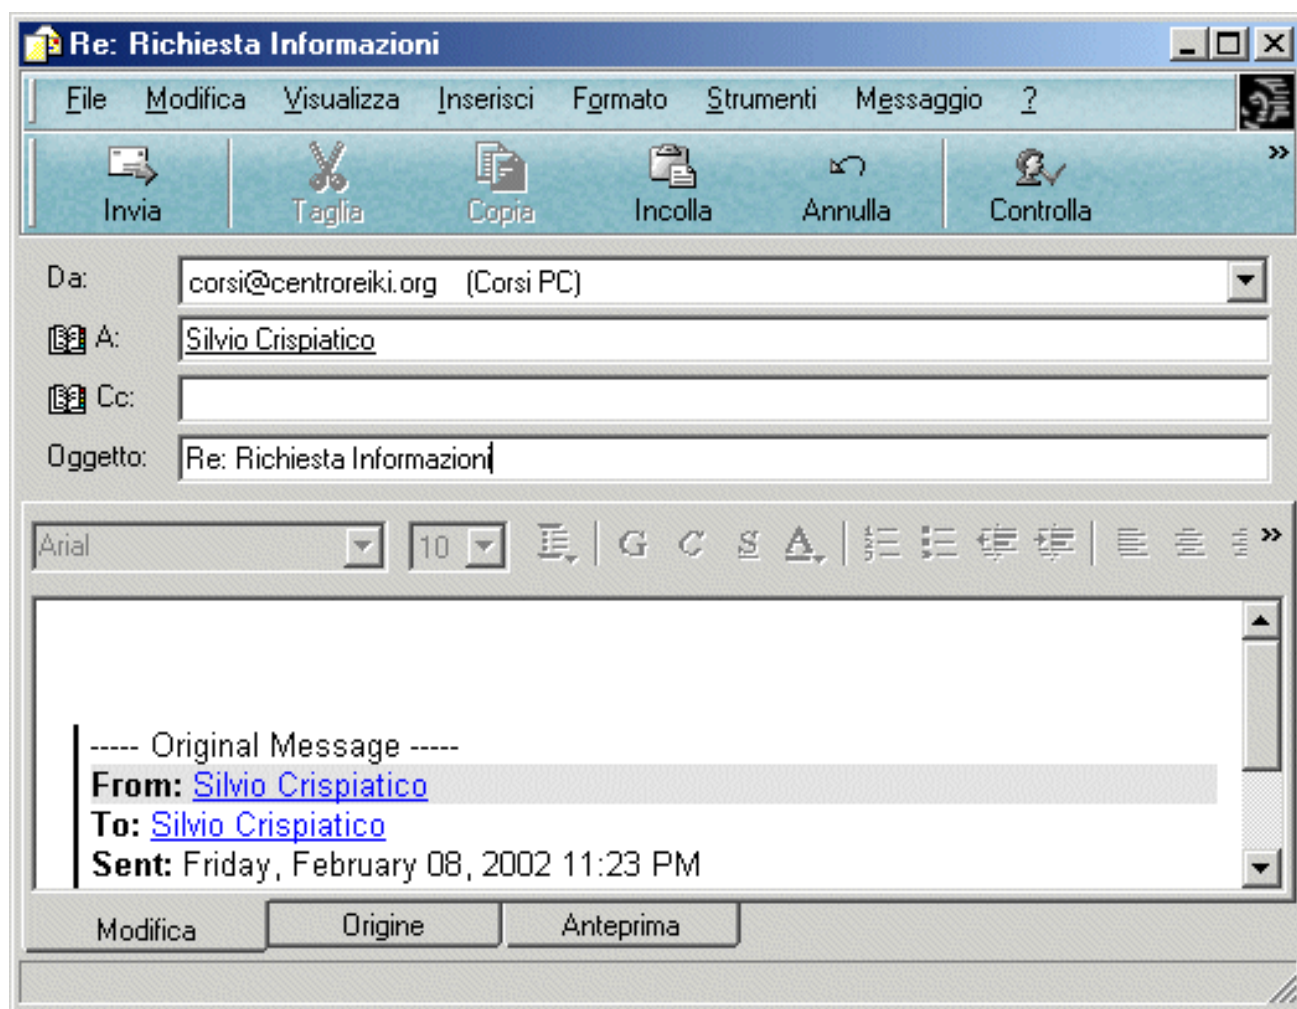 Re: Richiesta Informazioni
File Modifica Visualizza Inserisci Formato Strumenti Messaggio ?
Invia Taglia Copia Incolla Annulla Controlla »
Da: corsi@centroreiki.org (Corsi PC)
A: Silvio Crispiatico
Cc:
Oggetto: Re: Richiesta Informazioni
Arial 10 G C S A »
----- Original Message -----
From: Silvio Crispiatico
To: Silvio Crispiatico
Sent: Friday, February 08, 2002 11:23 PM
Modifica Origine Anteprima